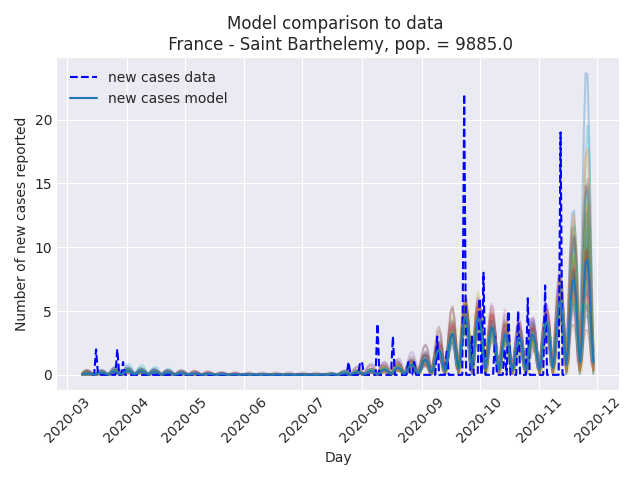 Model comparison to data
France - Saint Barthelemy, pop. = 9885.0
new cases data
new cases model
Number of new cases reported
20
15
10
5
0
2020-03
2020-04
2020-05
2020-06
2020-07
2020-08
2020-09
2020-10
2020-11
2020-12
Day